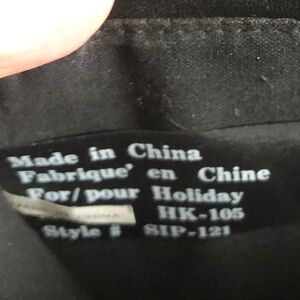 Made in China
Fabrique' en Chine
For/pour Holiday
HK-105
Style # SIP-121